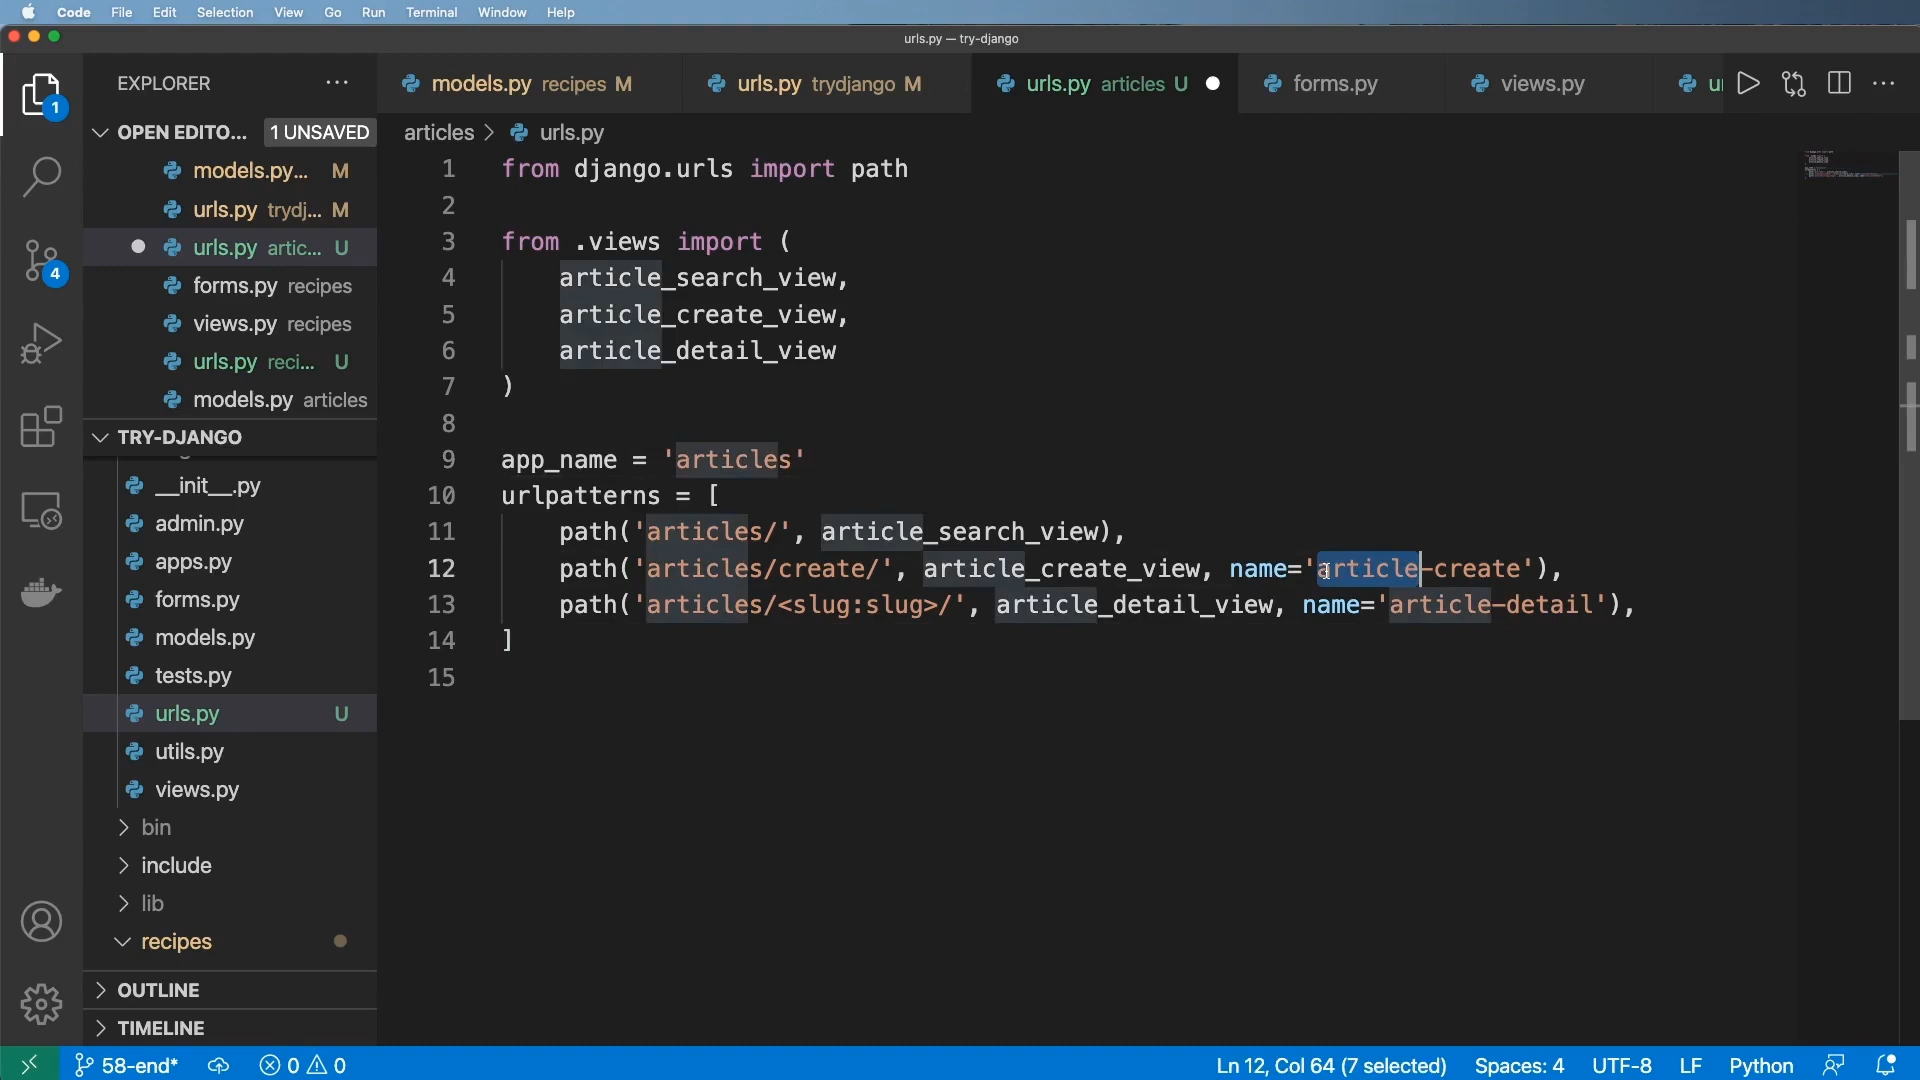 Code File Edit Selection View Go Run Terminal Window Help
urls.py — try-django
EXPLORER
models.py recipes M
urls.py trydjango M
urls.py articles U
forms.py
views.py
OPEN EDITO... 1 UNSAVED
models.py... M
urls.py trydj... M
urls.py artic... U
forms.py recipes
views.py recipes
urls.py reci... U
models.py articles
TRY-DJANGO
__init__.py
admin.py
apps.py
forms.py
models.py
tests.py
urls.py U
utils.py
views.py
bin
include
lib
recipes
OUTLINE
TIMELINE
1
4
articles > urls.py
1 from django.urls import path
2
3 from .views import (
4 article_search_view,
5 article_create_view,
6 article_detail_view
7 )
8
9 app_name = 'articles'
10 urlpatterns = [
11 path('articles/', article_search_view),
12 path('articles/create/', article_create_view, name='article-create'),
13 path('articles/<slug:slug>/', article_detail_view, name='article-detail'),
14 ]
15
58-end* 0 0 Ln 12, Col 64 (7 selected) Spaces: 4 UTF-8 LF Python